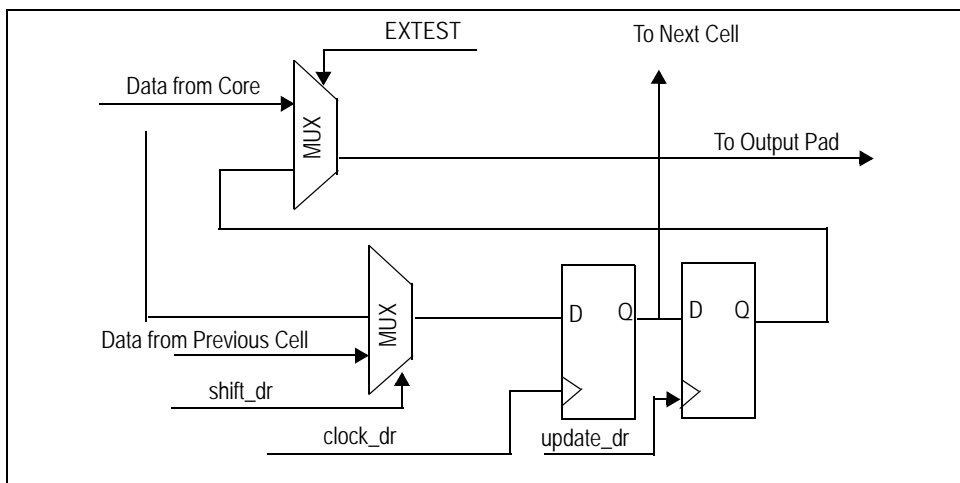 EXTEST
To Next Cell
Data from Core
MUX
To Output Pad
MUX
D Q
D Q
Data from Previous Cell
shift_dr
clock_dr
update_dr